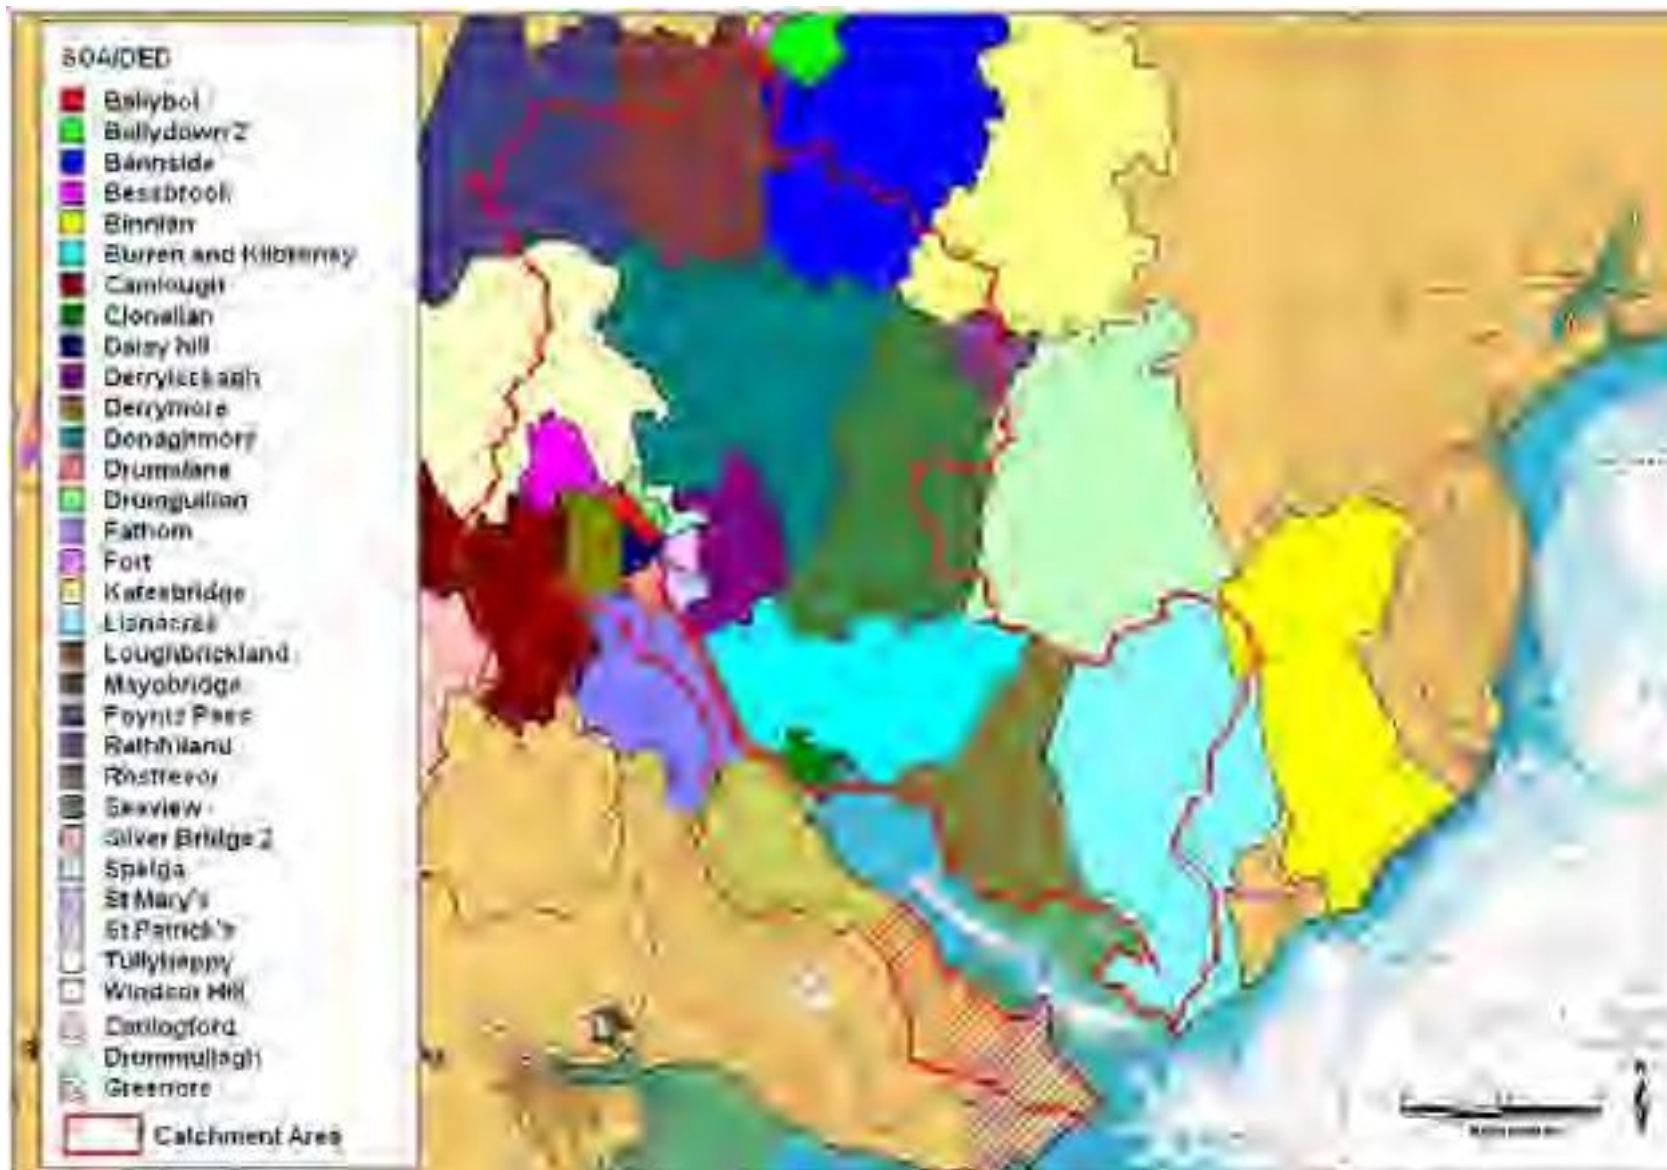 SOA/DED
Ballybot
Ballydown 2
Bannside
Bessbrook
Binnian
Burren and Kilbroney
Camlough
Clonallan
Daisy hill
Derryleckagh
Derrymore
Donaghmore
Drumalane
Drumgullion
Fathom
Fort
Katesbridge
Lisnacree
Loughbrickland
Mayobridge
Poyntz Pass
Rathfriland
Rostrevor
Seaview
Silver Bridge 2
Spelga
St Mary's
St Patrick's
Tullyhappy
Windsor Hill
Carlingford
Drummullagh
Greenore
Catchment Area